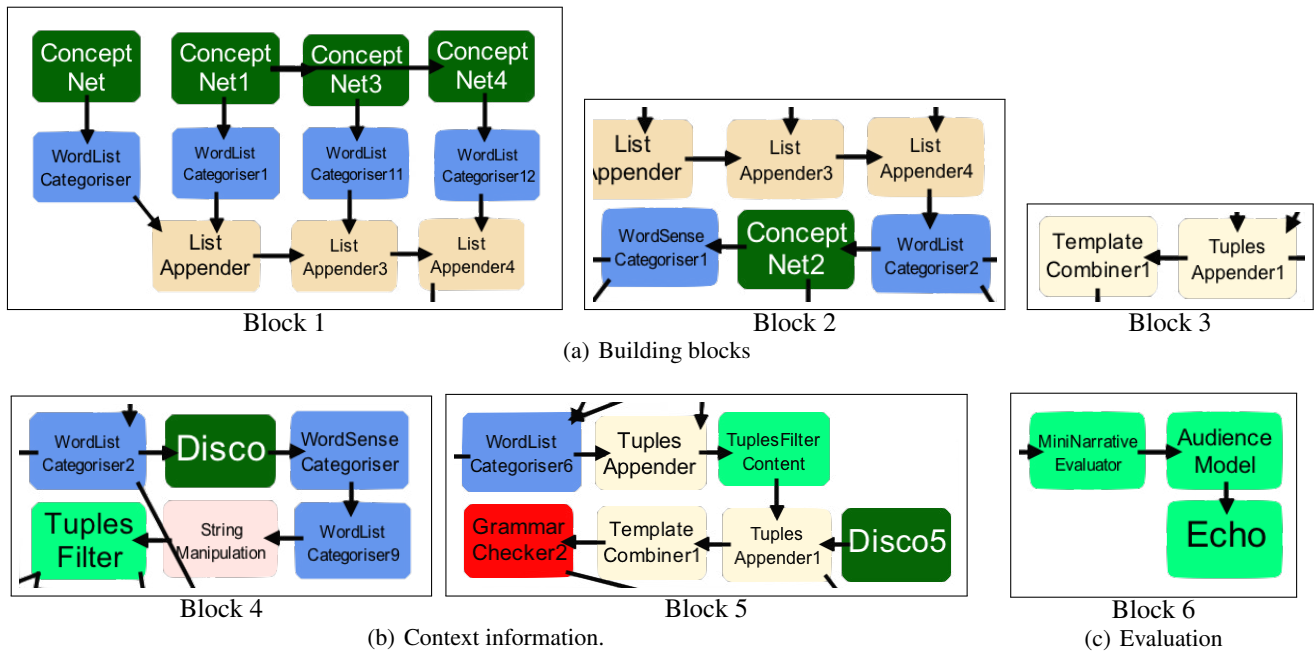 Concept
Net
Concept
Net1
Concept
Net3
Concept
Net4
WordList
Categoriser
WordList
Categoriser1
WordList
Categoriser11
WordList
Categoriser12
List
Appender
List
Appender3
List
Appender4
Block 1
List
Appender
List
Appender3
List
Appender4
WordSense
Categoriser1
Concept
Net2
WordList
Categoriser2
Block 2
Template
Combiner1
Tuples
Appender1
Block 3
(a) Building blocks
WordList
Categoriser2
Disco
WordSense
Categoriser
Tuples
Filter
String
Manipulation
WordList
Categoriser9
Block 4
WordList
Categoriser6
Tuples
Appender
TuplesFilter
Content
Grammar
Checker2
Template
Combiner1
Tuples
Appender1
Disco5
Block 5
(b) Context information.
MiniNarrative
Evaluator
Audience
Model
Echo
Block 6
(c) Evaluation